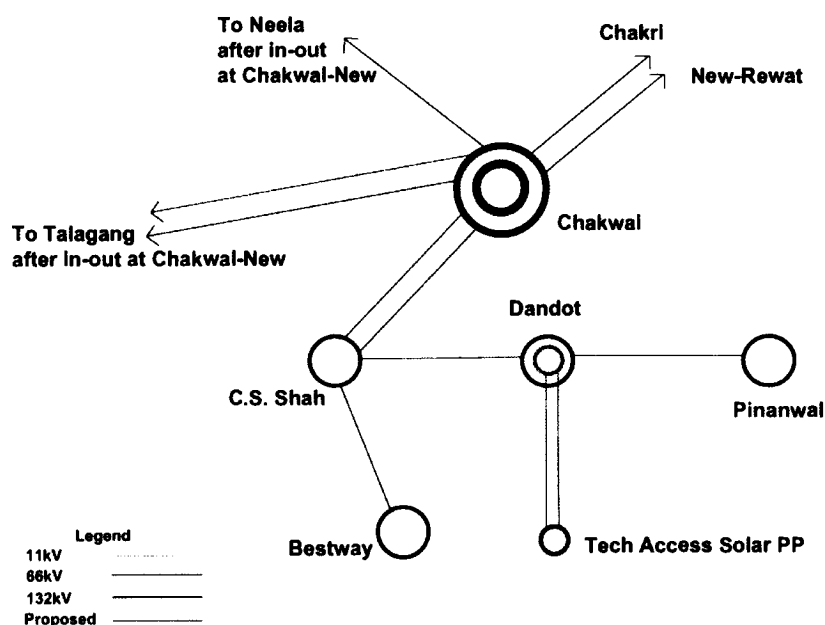 To Neela
after in-out
at Chakwal-New
Chakri
New-Rewat
Chakwal
To Talagang
after in-out at Chakwal-New
Dandot
C.S. Shah
Pinanwal
Bestway
Tech Access Solar PP
Legend
11kV
66kV
132kV
Proposed